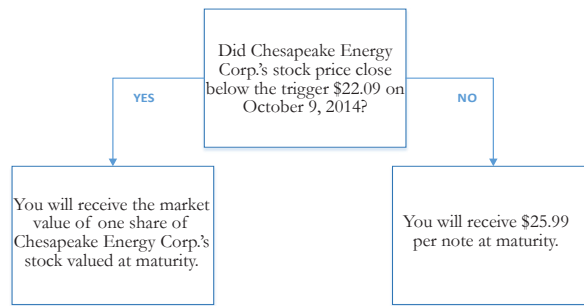 Did Chesapeake Energy
Corp.'s stock price close
below the trigger $22.09 on
October 9, 2014?
YES
NO
You will receive the market
value of one share of
Chesapeake Energy Corp.'s
stock valued at maturity.
You will receive $25.99
per note at maturity.